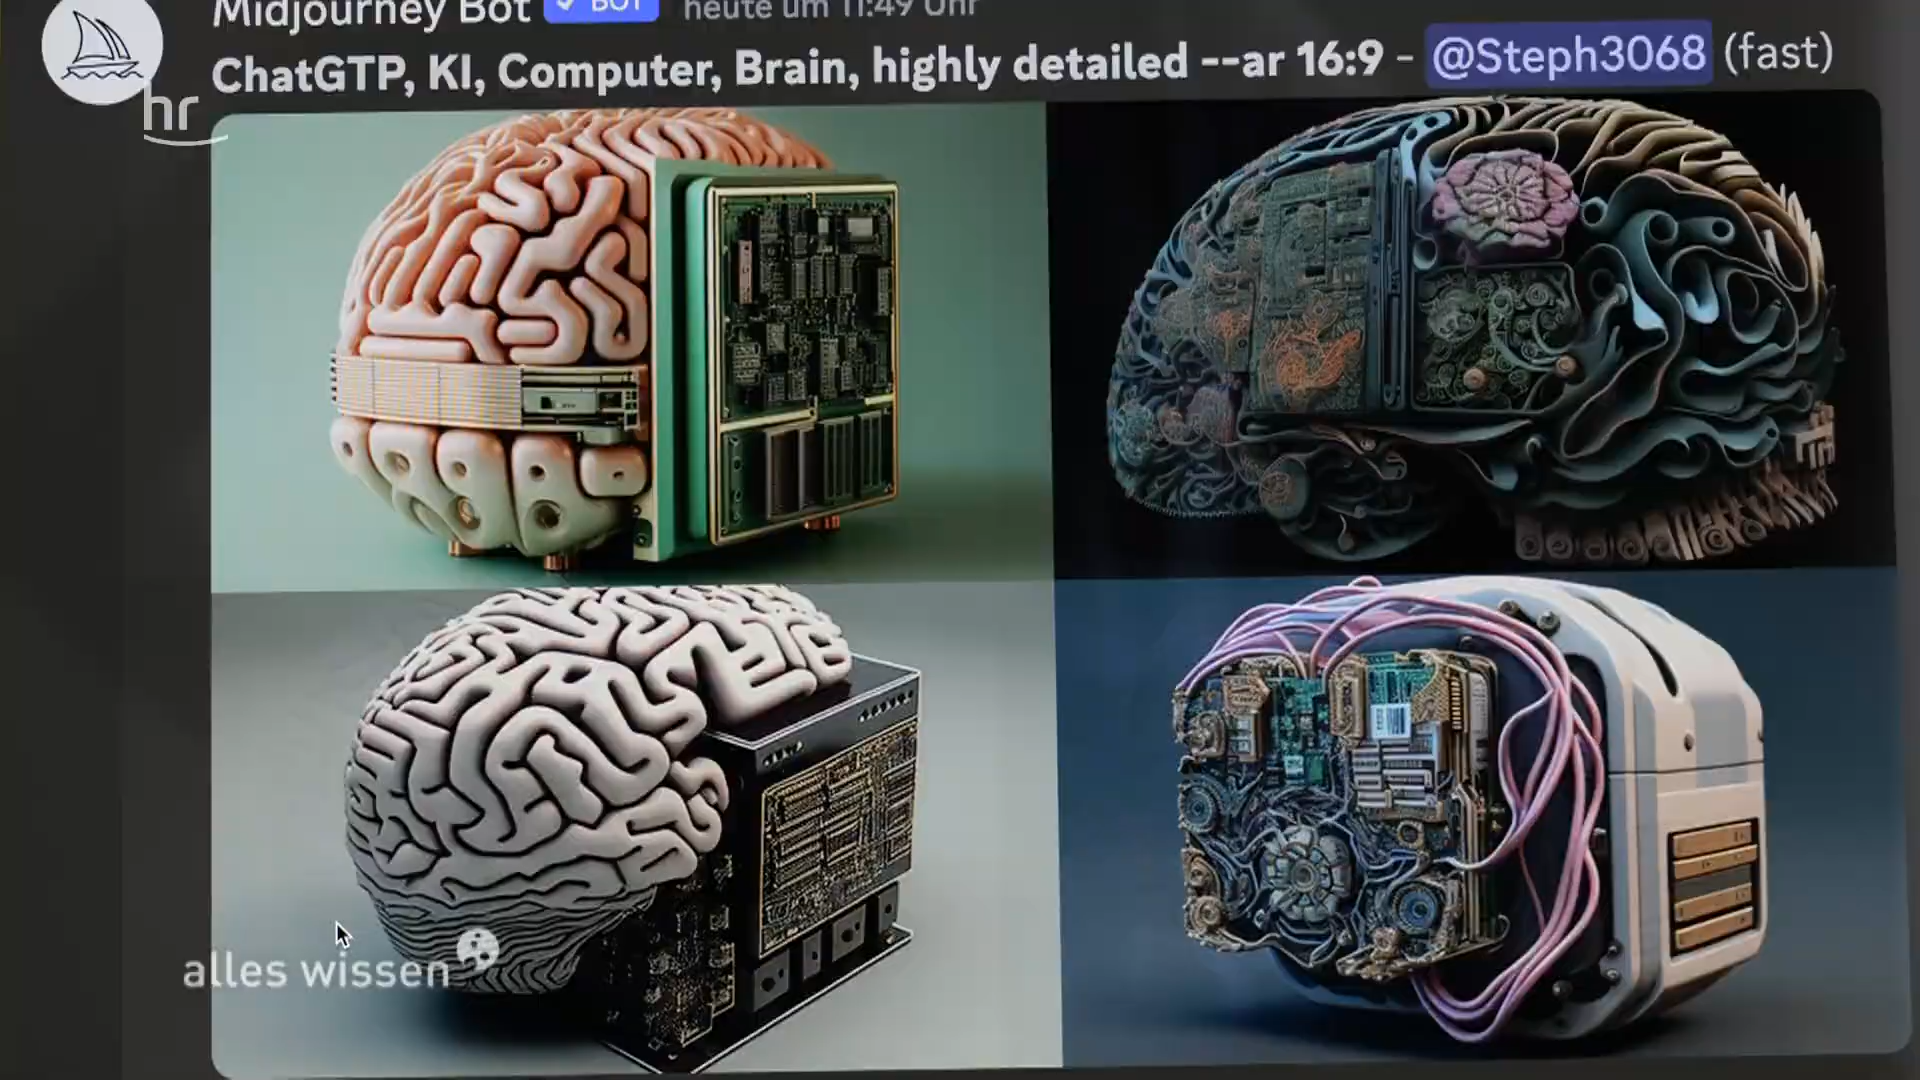 Midjourney Bot ✓ BOT heute um 11:49 Uhr
ChatGTP, KI, Computer, Brain, highly detailed --ar 16:9 - @Steph3068 (fast)
hr
alles wissen